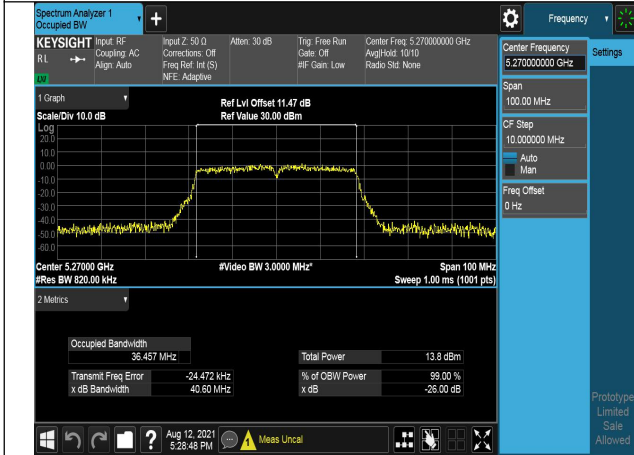 Spectrum Analyzer 1
Occupied BW
+
Frequency
KEYSIGHT
RL
LXI
Input: RF
Coupling: AC
Align: Auto
Input Z: 50 Ω
Corrections: Off
Freq Ref: Int (S)
NFE: Adaptive
Atten: 30 dB
Trig: Free Run
Gate: Off
#IF Gain: Low
Center Freq: 5.270000000 GHz
Avg|Hold: 10/10
Radio Std: None
Center Frequency
5.270000000 GHz
Settings
Span
100.00 MHz
CF Step
10.000000 MHz
Auto
Man
Freq Offset
0 Hz
1 Graph
Scale/Div 10.0 dB
Ref Lvl Offset 11.47 dB
Ref Value 30.00 dBm
Log
20.0
10.0
0.00
-10.0
-20.0
-30.0
-40.0
-50.0
-60.0
Center 5.27000 GHz
#Video BW 3.0000 MHz*
Span 100 MHz
#Res BW 820.00 kHz
Sweep 1.00 ms (1001 pts)
2 Metrics
Occupied Bandwidth
36.457 MHz
Total Power 13.8 dBm
Transmit Freq Error -24.472 kHz
% of OBW Power 99.00 %
x dB Bandwidth 40.60 MHz
x dB -26.00 dB
Prototype
Limited
Sale
Allowed
?
Aug 12, 2021
5:28:48 PM
Meas Uncal